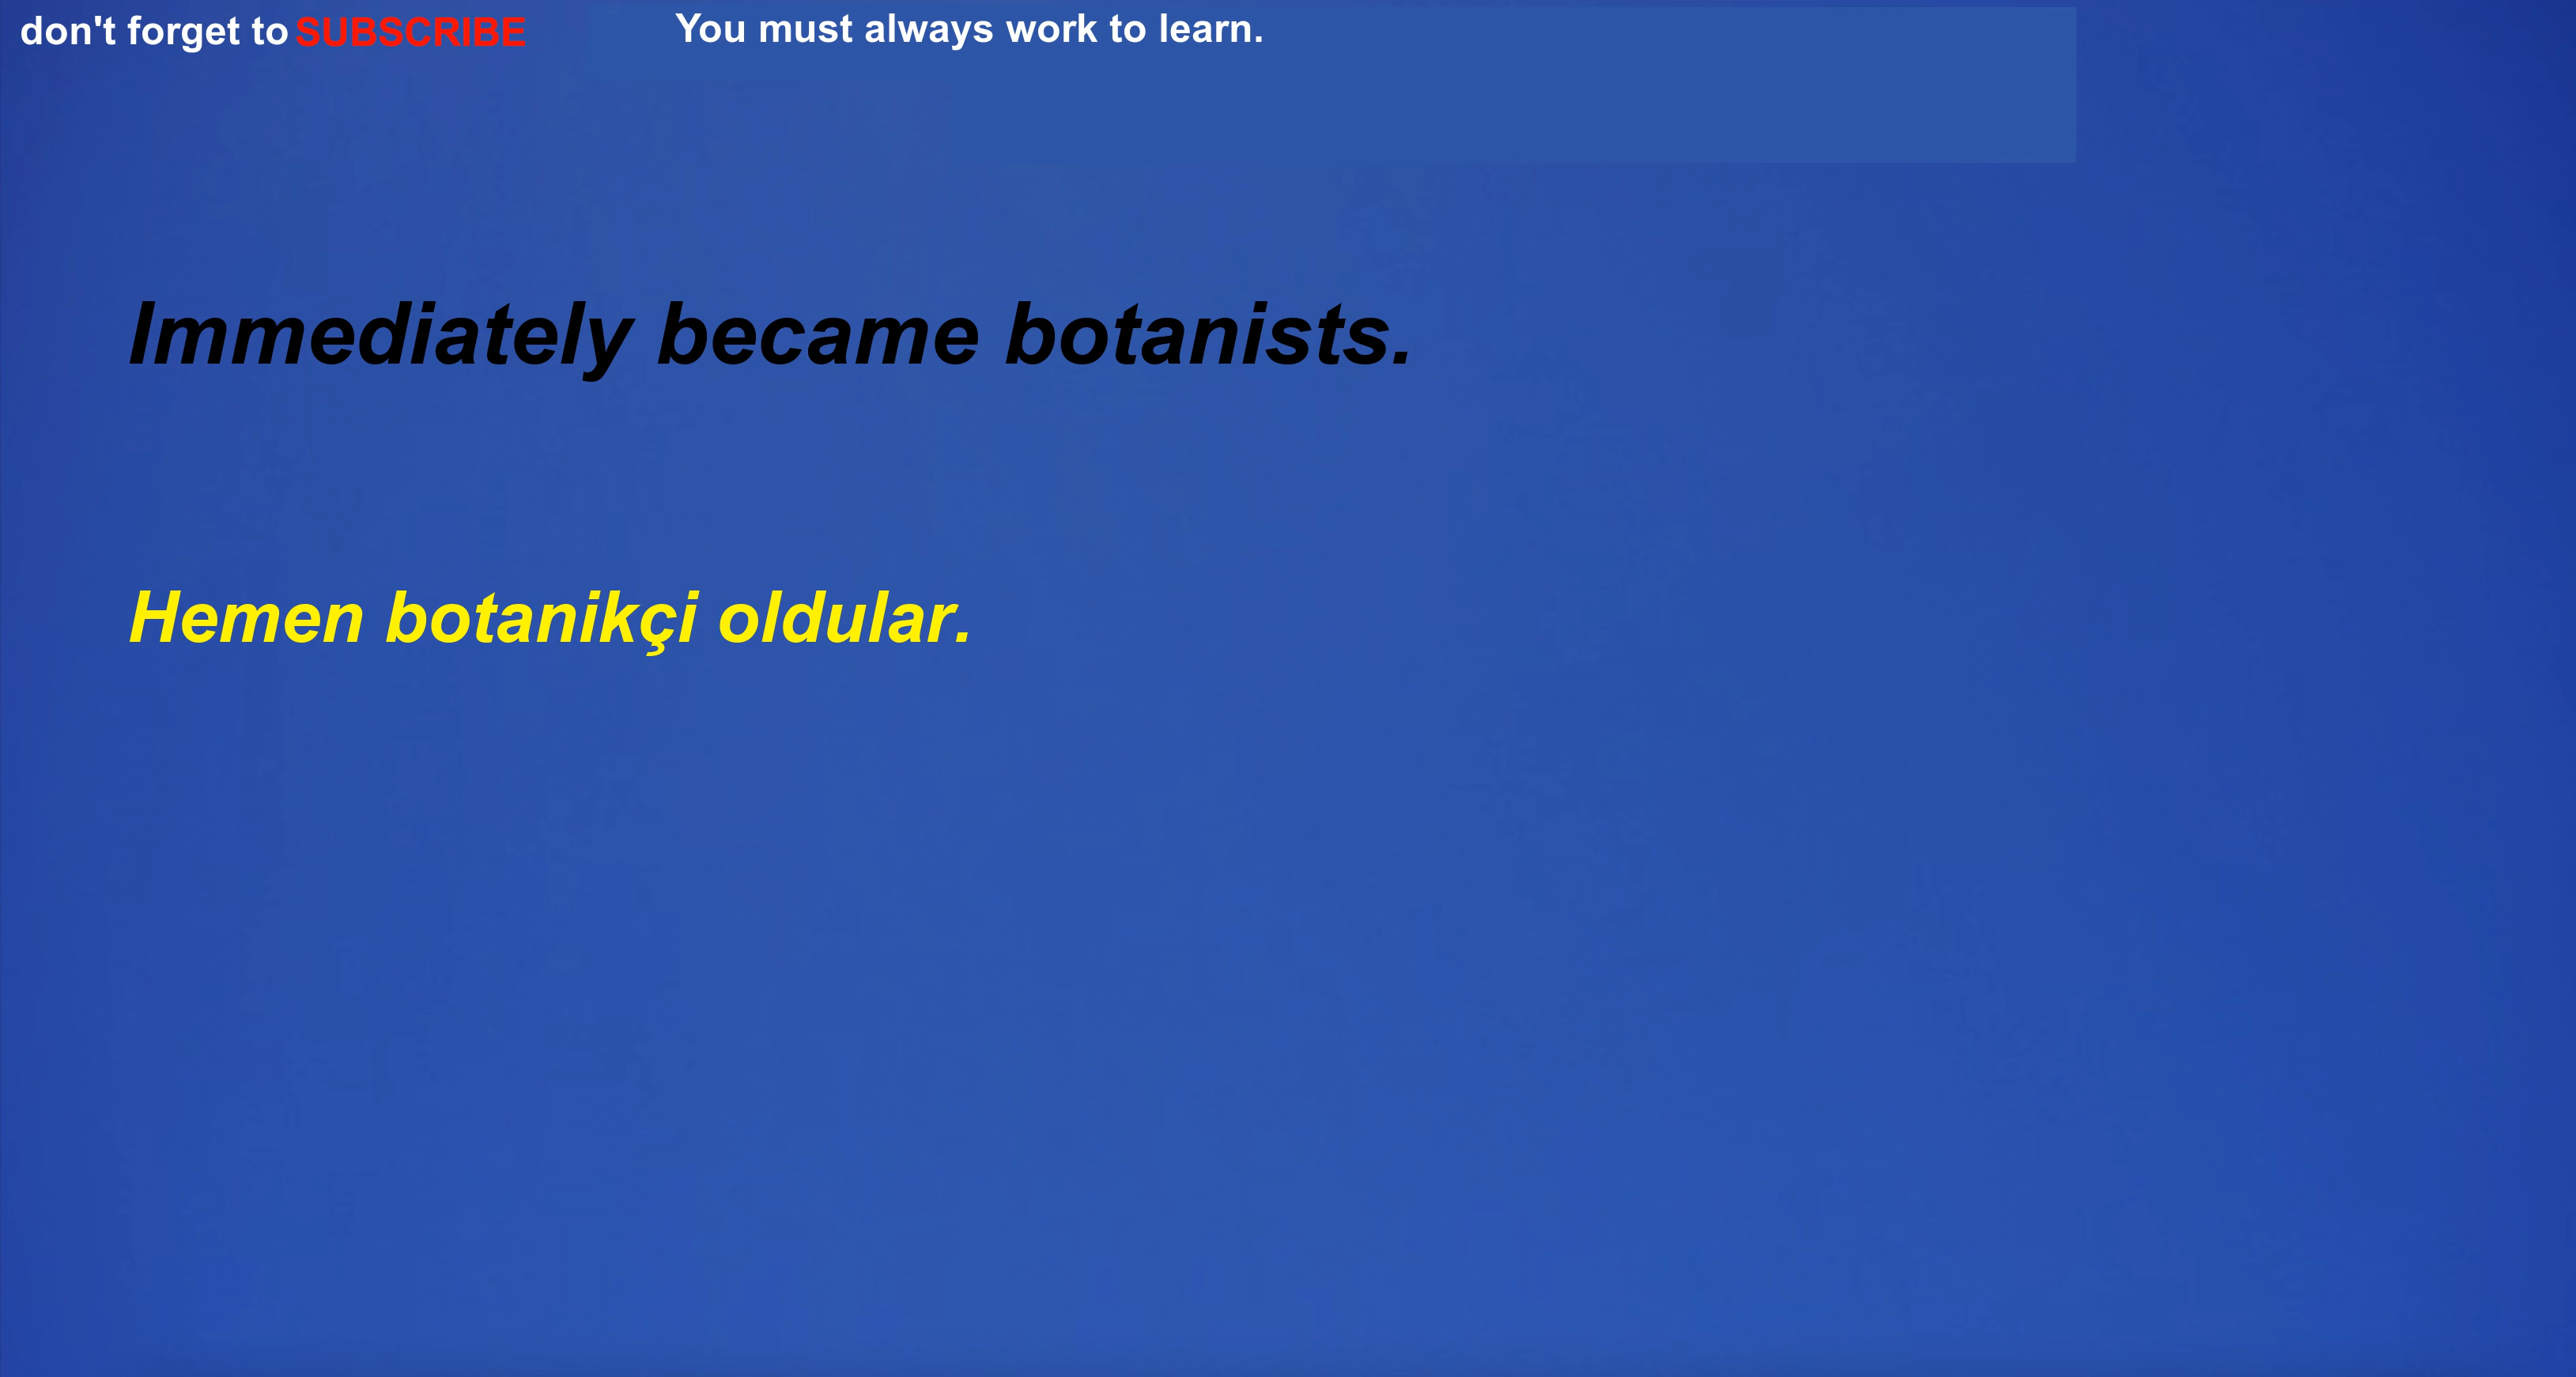 don't forget to SUBSCRIBE You must always work to learn.
Immediately became botanists.
Hemen botanikçi oldular.